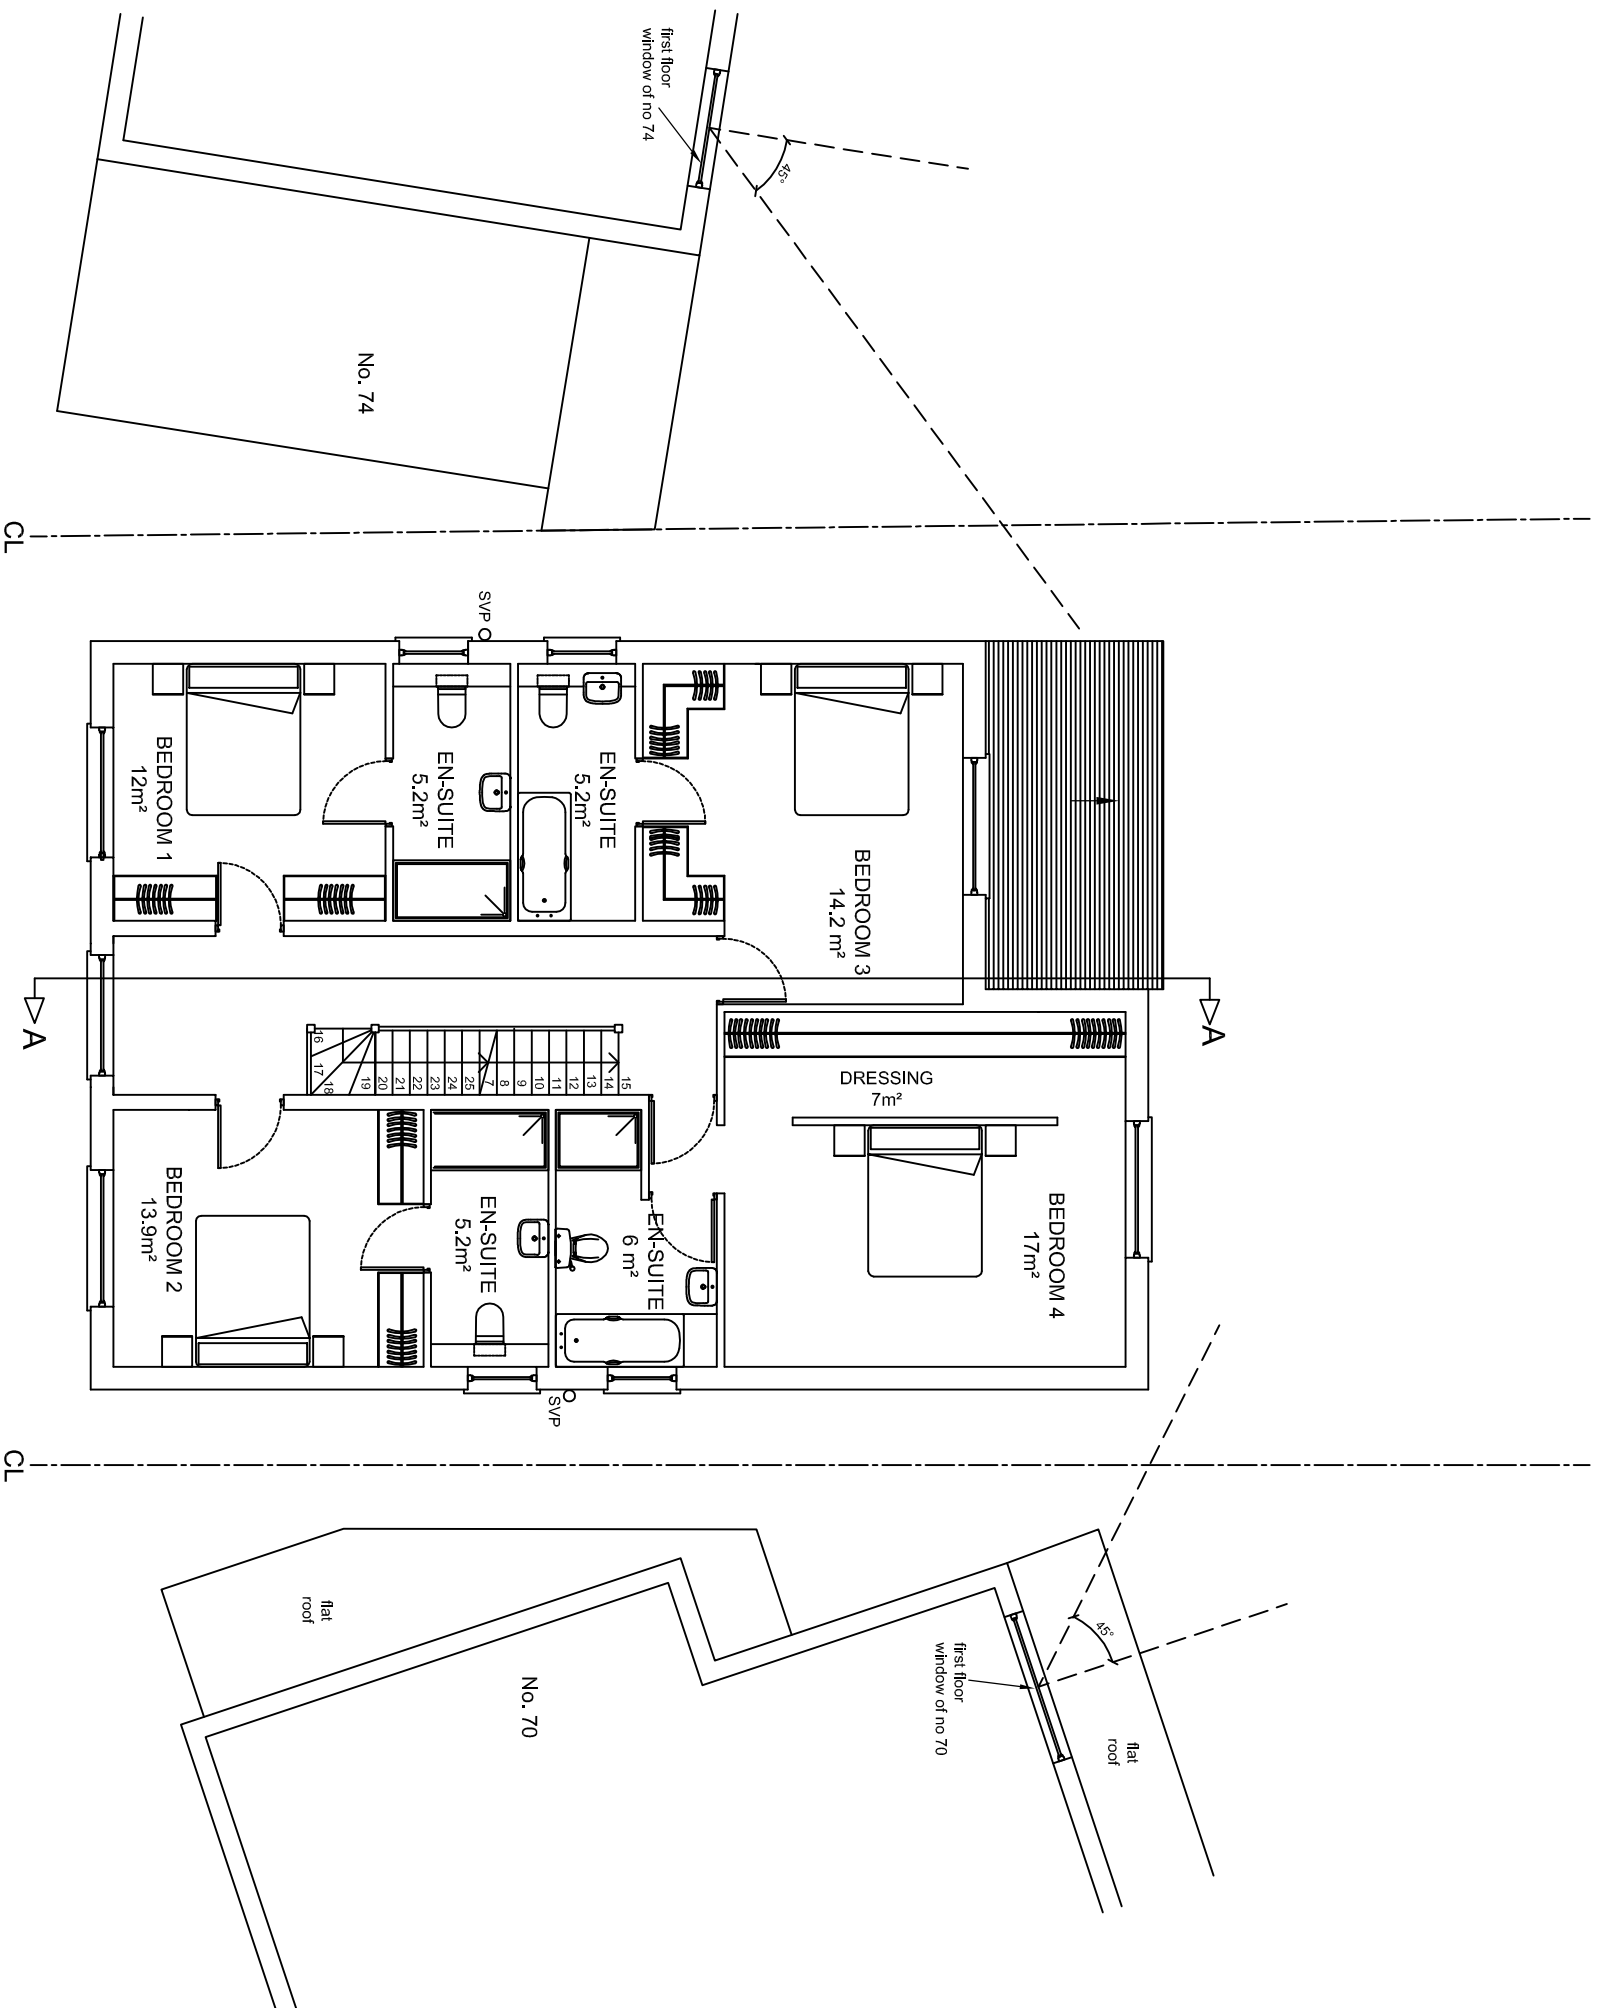 first floor
window of no 74
45°
No. 74
CL
SVP
BEDROOM 1
12m²
EN-SUITE
5.2m²
EN-SUITE
5.2m²
BEDROOM 3
14.2 m²
A
A
16
17
18
19
20
21
22
23
24
25
7
8
9
10
11
12
13
14
15
DRESSING
7m²
BEDROOM 2
13.9m²
EN-SUITE
5.2m²
EN-SUITE
6 m²
BEDROOM 4
17m²
SVP
CL
flat
roof
No. 70
first floor
window of no 70
45°
flat
roof